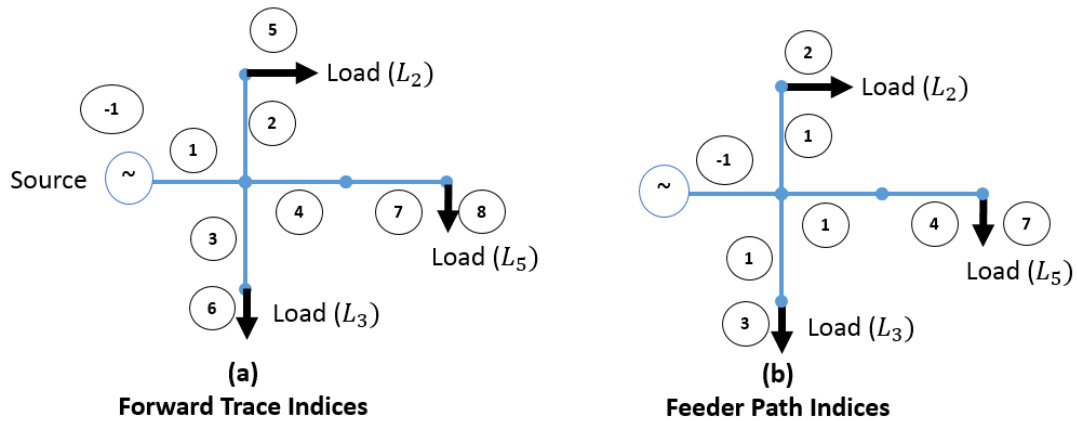 5
Load (L₂)
-1
2
1
Source
~
4
7
8
3
Load (L₅)
6
Load (L₃)
(a)
Forward Trace Indices
2
Load (L₂)
1
-1
~
1
4
7
1
Load (L₅)
3
Load (L₃)
(b)
Feeder Path Indices